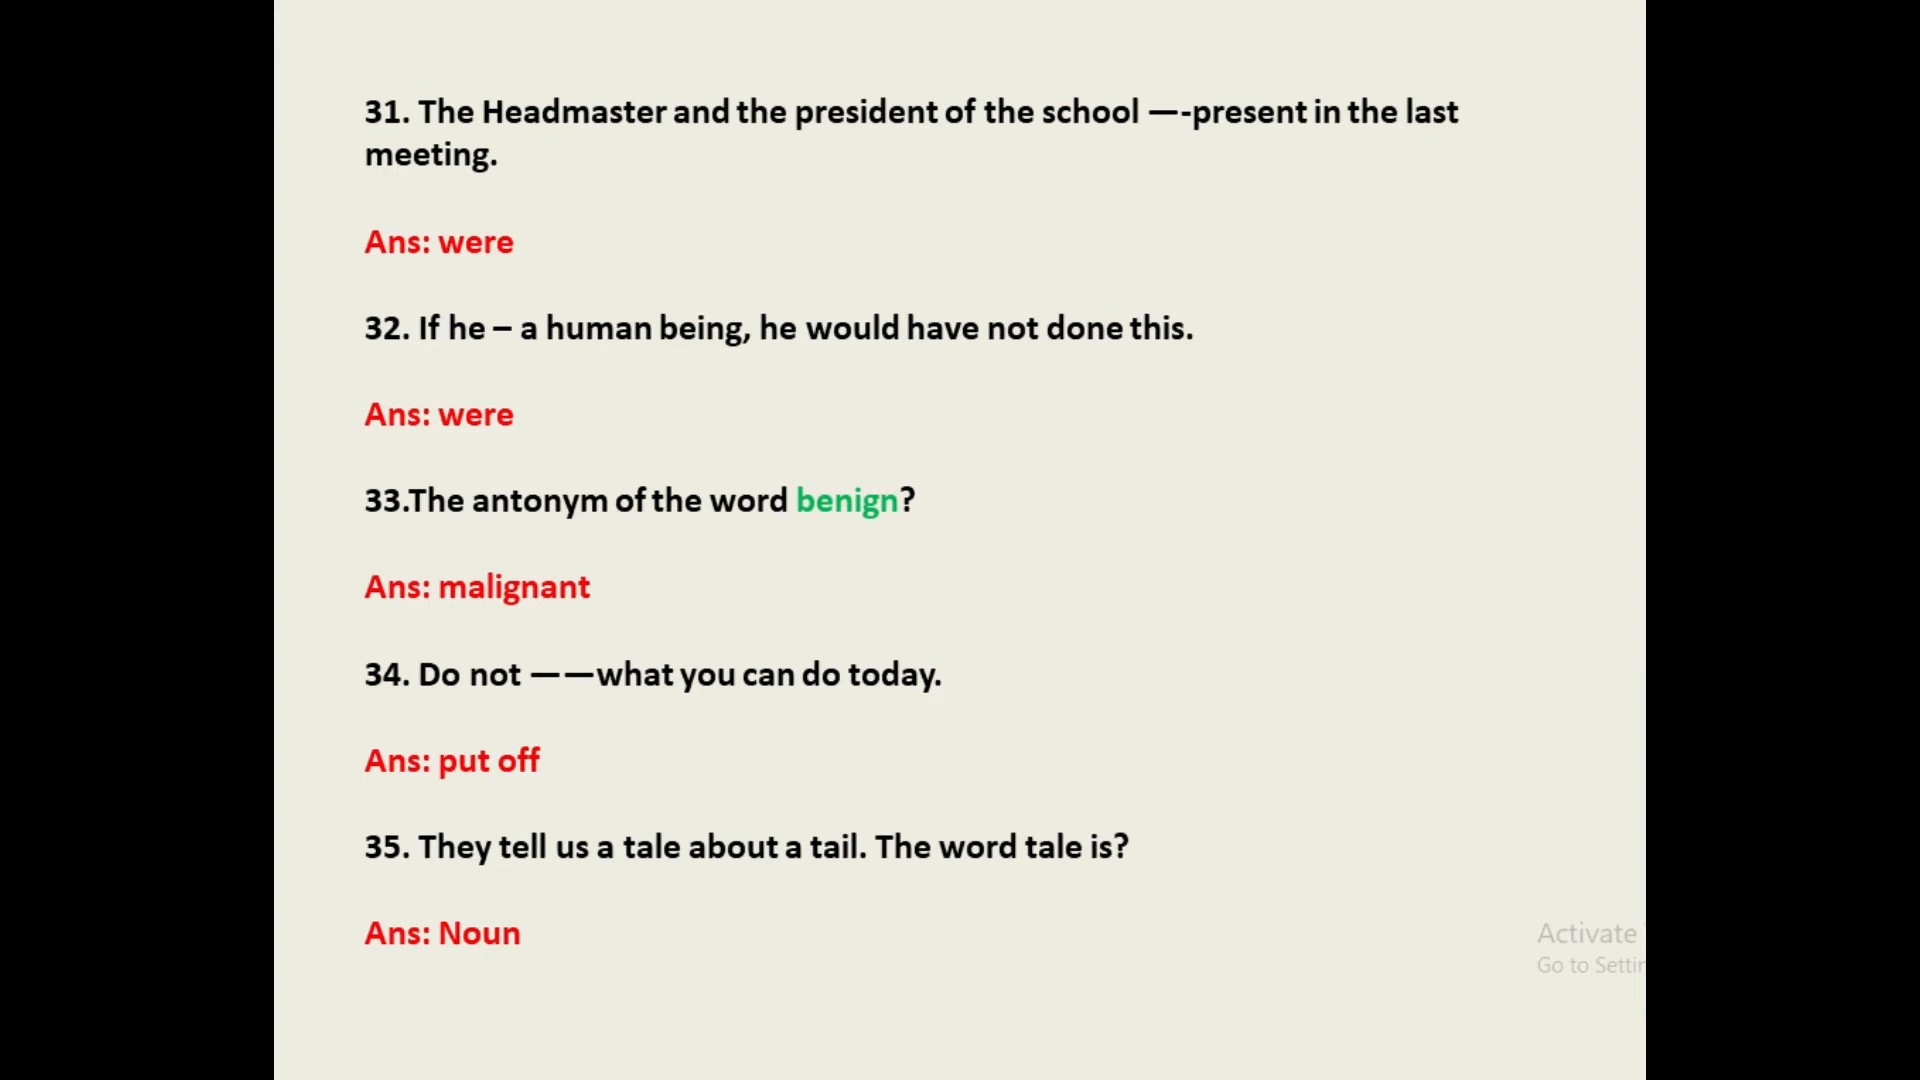 31. The Headmaster and the president of the school —-present in the last
meeting.
Ans: were
32. If he – a human being, he would have not done this.
Ans: were
33.The antonym of the word benign?
Ans: malignant
34. Do not ——what you can do today.
Ans: put off
35. They tell us a tale about a tail. The word tale is?
Ans: Noun
Activate
Go to Settin